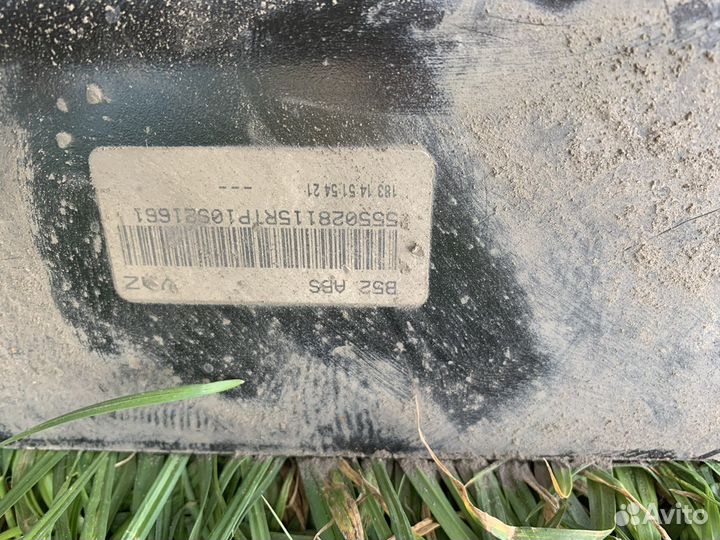 B52 ABS
555028115RTP10S21661
183 14 51:54 21
---
Avito